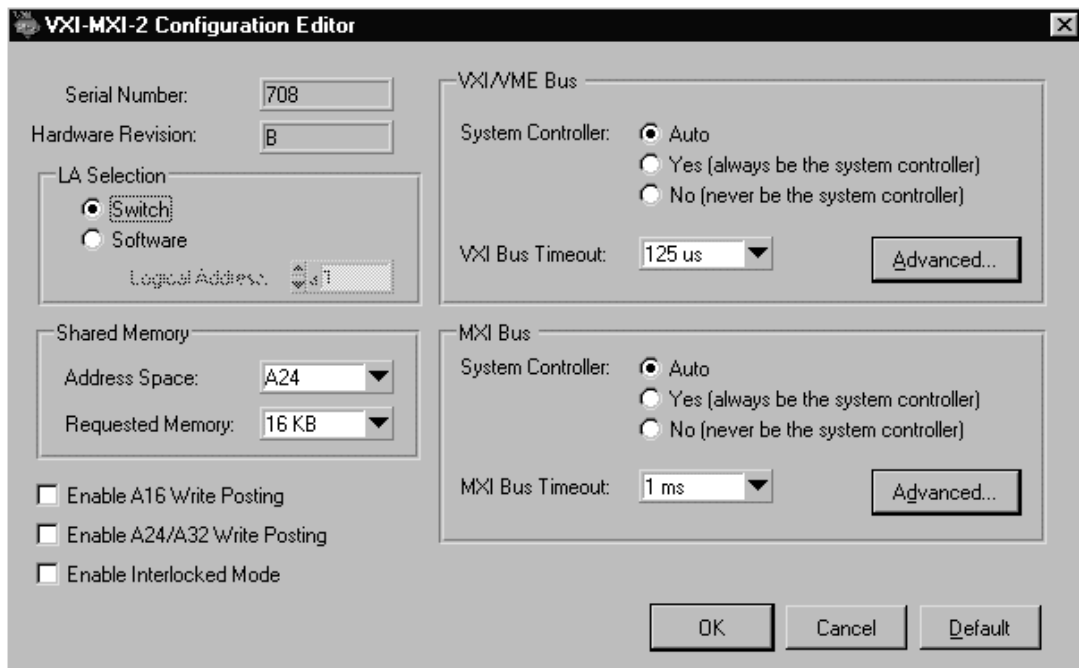 VXI-MXI-2 Configuration Editor
Serial Number: 708
Hardware Revision: B
LA Selection
Switch
Software
Logical Address: 1
Shared Memory
Address Space: A24
Requested Memory: 16 KB
Enable A16 Write Posting
Enable A24/A32 Write Posting
Enable Interlocked Mode
VXI/VME Bus
System Controller: Auto
Yes (always be the system controller)
No (never be the system controller)
VXI Bus Timeout: 125 us
Advanced...
MXI Bus
System Controller: Auto
Yes (always be the system controller)
No (never be the system controller)
MXI Bus Timeout: 1 ms
Advanced...
OK Cancel Default